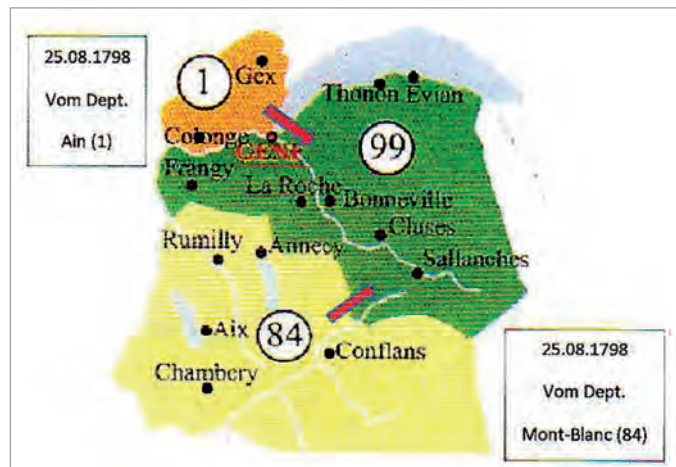 25.08.1798
Vom Dept.
Ain (1)
1
Gex
Thonon Evian
Colonge
GENF
99
Frangy
La Roche
Bonneville
Cluses
Rumilly
Annecy
Sallanches
Aix
84
Conflans
Chambery
25.08.1798
Vom Dept.
Mont-Blanc (84)